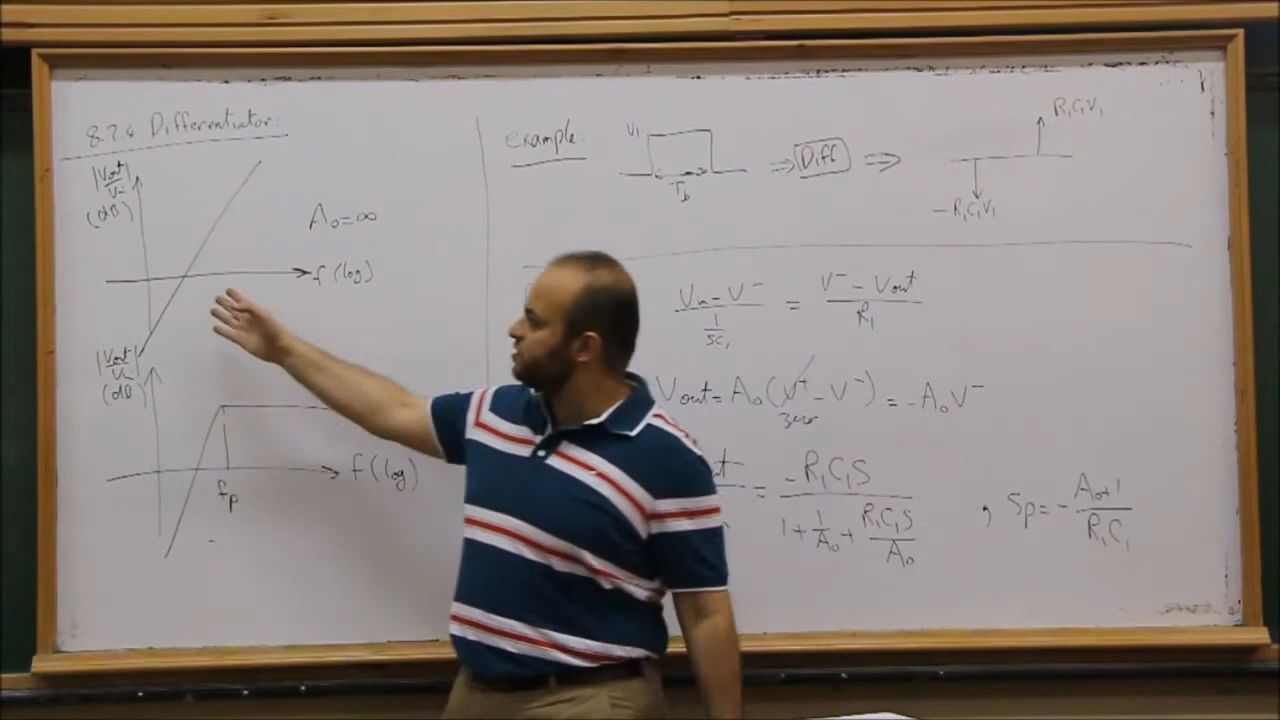 8.2.4 Differentiator:
|Vout/Vin|
(dB)
A₀=∞
f (log)
|Vout/Vin|
(dB)
f (log)
fp
example:
V₁
Tb
⇒ Diff ⇒
R₁C₁V₁
-R₁C₁V₁
(Vin - V⁻)/(1/(SC₁)) = (V⁻ - Vout)/R₁
Vout = A₀(V⁺ - V⁻) = -A₀V⁻
zero
= (-R₁C₁S)/(1 + 1/A₀ + R₁C₁S/A₀) , Sp = -(A₀+1)/(R₁C₁)